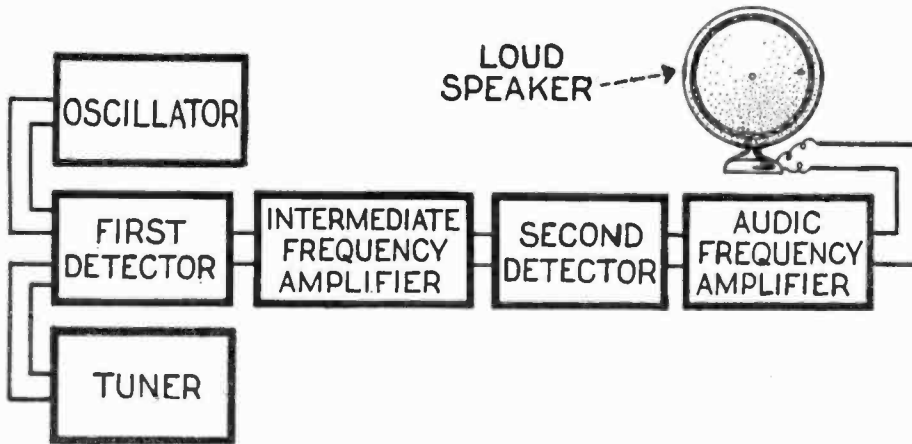 LOUD
SPEAKER
OSCILLATOR
FIRST
DETECTOR
INTERMEDIATE
FREQUENCY
AMPLIFIER
SECOND
DETECTOR
AUDIC
FREQUENCY
AMPLIFIER
TUNER